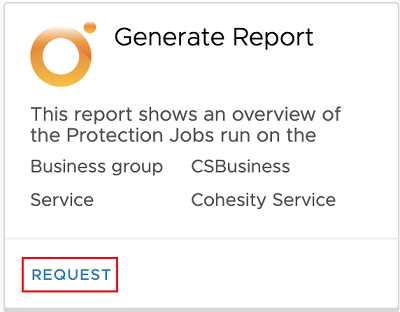 Generate Report
This report shows an overview of
the Protection Jobs run on the
Business group CSBusiness
Service Cohesity Service
REQUEST